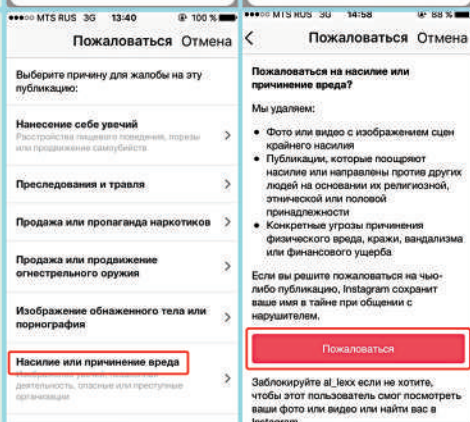 MTS RUS 3G 13:40 100 %
Пожаловаться Отмена
Выберите причину для жалобы на эту
публикацию:
Нанесение себе увечий
Расстройства пищевого поведения, порезы
или продвижение самоубийств
Преследования и травля
Продажа или пропаганда наркотиков
Продажа или продвижение
огнестрельного оружия
Изображение обнаженного тела или
порнография
Насилие или причинение вреда
деятельность, опасные или преступные
организации
MTS RUS 3G 14:58 88 %
Пожаловаться Отмена
Пожаловаться на насилие или
причинение вреда?
Мы удаляем:
• Фото или видео с изображением сцен
крайнего насилия
• Публикации, которые поощряют
насилие или направлены против других
людей на основании их религиозной,
этнической или половой
принадлежности
• Конкретные угрозы причинения
физического вреда, кражи, вандализма
или финансового ущерба
Если вы решите пожаловаться на чью-
либо публикацию, Instagram сохранит
ваше имя в тайне при общении с
нарушителем.
Пожаловаться
Заблокируйте al_lexx если не хотите,
чтобы этот пользователь смог посмотреть
ваши фото или видео или найти вас в
Instagram